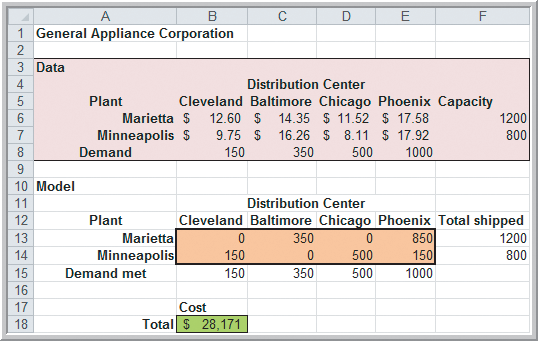 A B C D E F
1 General Appliance Corporation
2
3 Data
4 Distribution Center
5 Plant Cleveland Baltimore Chicago Phoenix Capacity
6 Marietta $ 12.60 $ 14.35 $ 11.52 $ 17.58 1200
7 Minneapolis $ 9.75 $ 16.26 $ 8.11 $ 17.92 800
8 Demand 150 350 500 1000
9
10 Model
11 Distribution Center
12 Plant Cleveland Baltimore Chicago Phoenix Total shipped
13 Marietta 0 350 0 850 1200
14 Minneapolis 150 0 500 150 800
15 Demand met 150 350 500 1000
16
17 Cost
18 Total $ 28,171